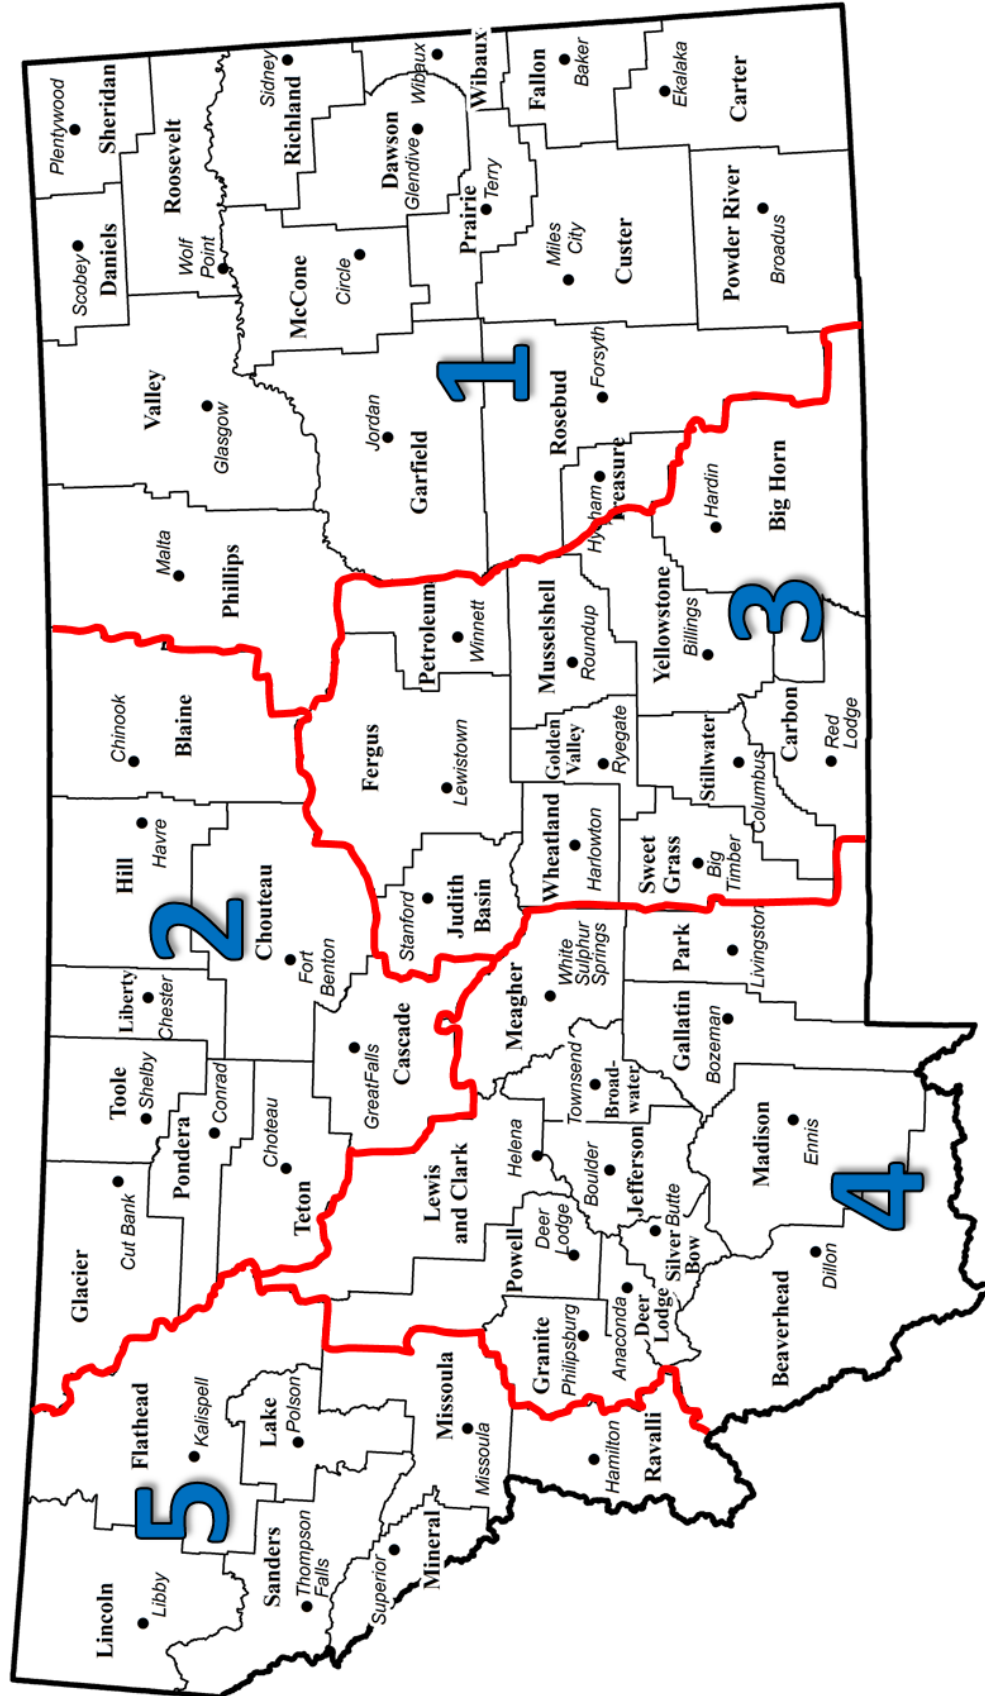 Lincoln
Libby
5
Flathead
Kalispell
Lake
Polson
Sanders
Thompson
Falls
Superior
Mineral
Missoula
Missoula
Hamilton
Ravalli
Glacier
Cut Bank
Toole
Shelby
Liberty
Chester
Hill
Havre
2
Pondera
Conrad
Choteau
Teton
Chouteau
Fort
Benton
Chinook
Blaine
GreatFalls
Cascade
Lewis
and Clark
Helena
Powell
Deer
Lodge
Granite
Philipsburg
Anaconda
Deer
Lodge
Silver
Bow
Butte
Boulder
Jefferson
Townsend
Broad-
water
Meagher
White
Sulphur
Springs
Gallatin
Bozeman
Park
Livingston
Madison
Ennis
4
Beaverhead
Dillon
Fergus
Lewistown
Stanford
Judith
Basin
Petroleum
Winnett
Wheatland
Harlowton
Golden
Valley
Ryegate
Musselshell
Roundup
Sweet
Grass
Big
Timber
Stillwater
Columbus
Yellowstone
Billings
3
Carbon
Red
Lodge
Hardin
Big Horn
Malta
Phillips
Valley
Glasgow
Scobey
Daniels
Plentywood
Sheridan
Roosevelt
Wolf
Point
Sidney
Richland
McCone
Circle
Jordan
Garfield
1
Dawson
Glendive
Wibaux
Wibaux
Prairie
Terry
Rosebud
Forsyth
Hysham
Treasure
Miles
City
Custer
Fallon
Baker
Ekalaka
Carter
Powder River
Broadus